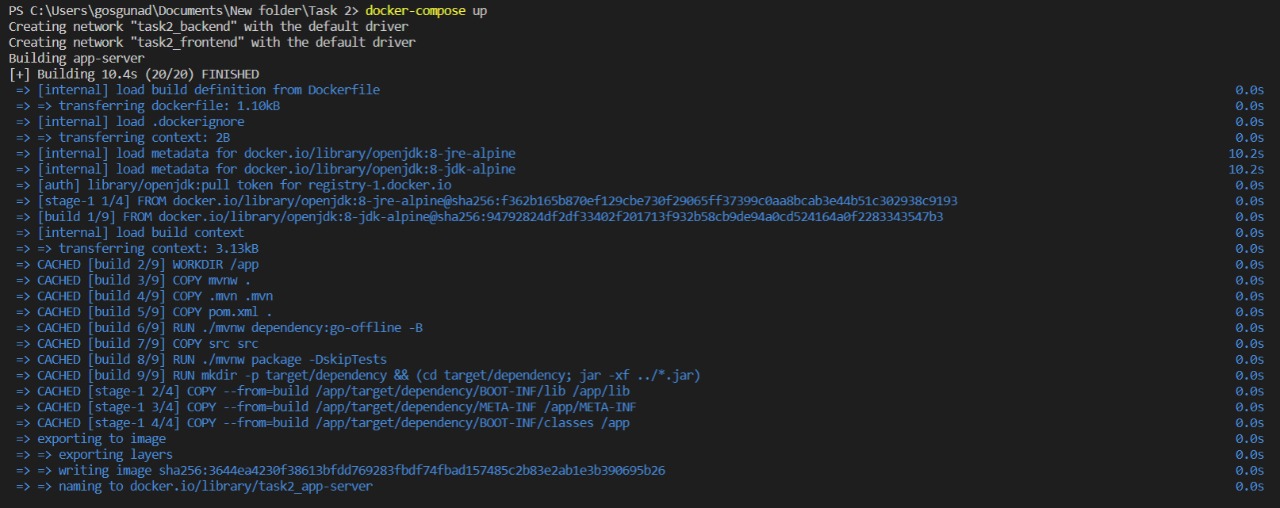 PS C:\Users\gosgunad\Documents\New folder\Task 2> docker-compose up
Creating network "task2_backend" with the default driver
Creating network "task2_frontend" with the default driver
Building app-server
[+] Building 10.4s (20/20) FINISHED
=> [internal] load build definition from Dockerfile 0.0s
=> => transferring dockerfile: 1.10kB 0.0s
=> [internal] load .dockerignore 0.0s
=> => transferring context: 2B 0.0s
=> [internal] load metadata for docker.io/library/openjdk:8-jre-alpine 10.2s
=> [internal] load metadata for docker.io/library/openjdk:8-jdk-alpine 10.2s
=> [auth] library/openjdk:pull token for registry-1.docker.io 0.0s
=> [stage-1 1/4] FROM docker.io/library/openjdk:8-jre-alpine@sha256:f362b165b870ef129cbe730f29065ff37399c0aa8bcab3e44b51c302938c9193 0.0s
=> [build 1/9] FROM docker.io/library/openjdk:8-jdk-alpine@sha256:94792824df2df33402f201713f932b58cb9de94a0cd524164a0f2283343547b3 0.0s
=> [internal] load build context 0.0s
=> => transferring context: 3.13kB 0.0s
=> CACHED [build 2/9] WORKDIR /app 0.0s
=> CACHED [build 3/9] COPY mvnw . 0.0s
=> CACHED [build 4/9] COPY .mvn .mvn 0.0s
=> CACHED [build 5/9] COPY pom.xml . 0.0s
=> CACHED [build 6/9] RUN ./mvnw dependency:go-offline -B 0.0s
=> CACHED [build 7/9] COPY src src 0.0s
=> CACHED [build 8/9] RUN ./mvnw package -DskipTests 0.0s
=> CACHED [build 9/9] RUN mkdir -p target/dependency && (cd target/dependency; jar -xf ../*.jar) 0.0s
=> CACHED [stage-1 2/4] COPY --from=build /app/target/dependency/BOOT-INF/lib /app/lib 0.0s
=> CACHED [stage-1 3/4] COPY --from=build /app/target/dependency/META-INF /app/META-INF 0.0s
=> CACHED [stage-1 4/4] COPY --from=build /app/target/dependency/BOOT-INF/classes /app 0.0s
=> exporting to image 0.0s
=> => exporting layers 0.0s
=> => writing image sha256:3644ea4230f38613bfdd769283fbdf74fbad157485c2b83e2ab1e3b390695b26 0.0s
=> => naming to docker.io/library/task2_app-server 0.0s